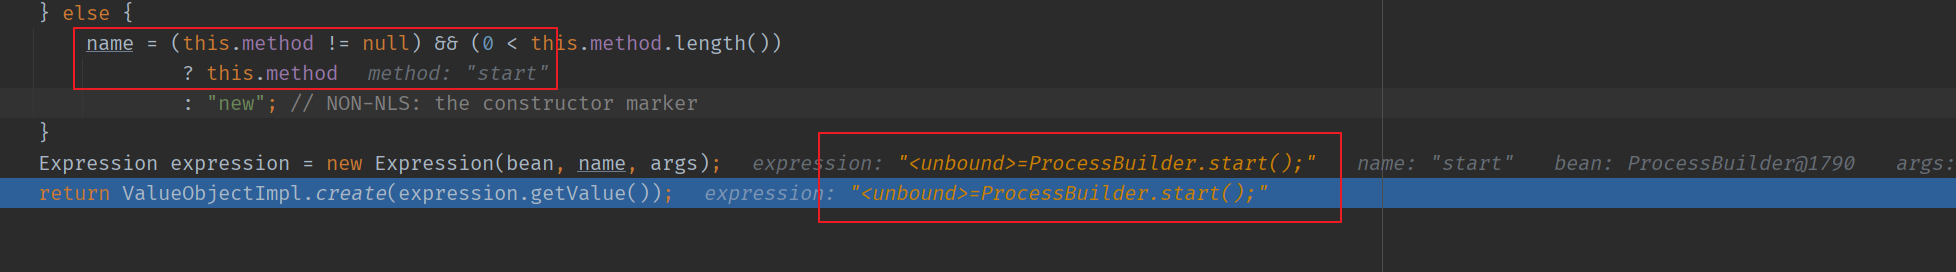 } else {
name = (this.method != null) && (0 < this.method.length())
? this.method method: "start"
: "new"; // NON-NLS: the constructor marker
}
Expression expression = new Expression(bean, name, args); expression: "<unbound>=ProcessBuilder.start();" name: "start" bean: ProcessBuilder@1790 args:
return ValueObjectImpl.create(expression.getValue()); expression: "<unbound>=ProcessBuilder.start();"